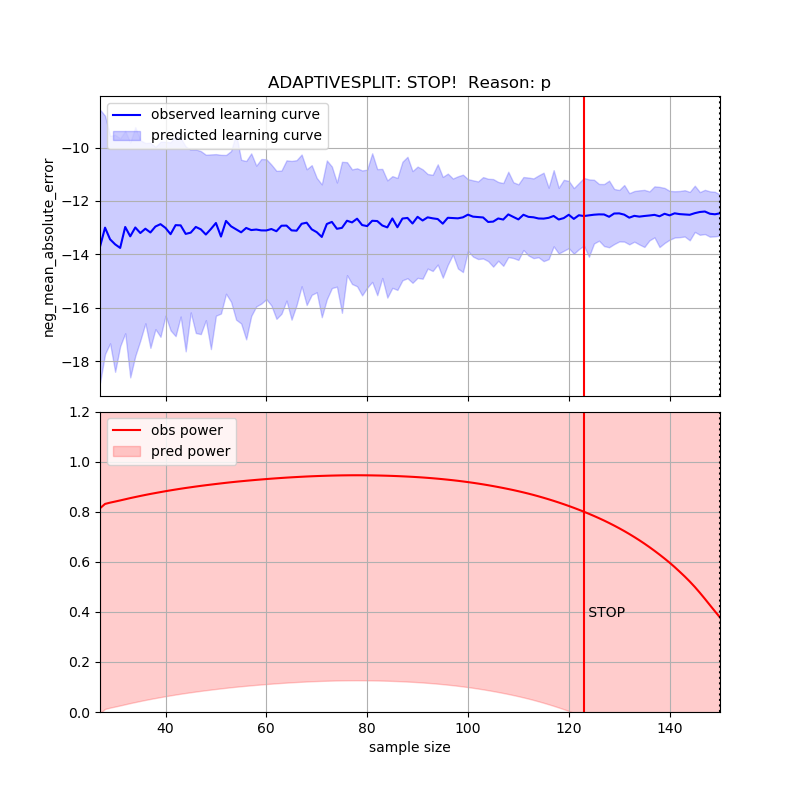 ADAPTIVESPLIT: STOP!  Reason: p
observed learning curve
predicted learning curve
neg_mean_absolute_error
−10
−12
−14
−16
−18
obs power
pred power
1.2
1.0
0.8
0.6
0.4
0.2
0.0
STOP
40 60 80 100 120 140
sample size